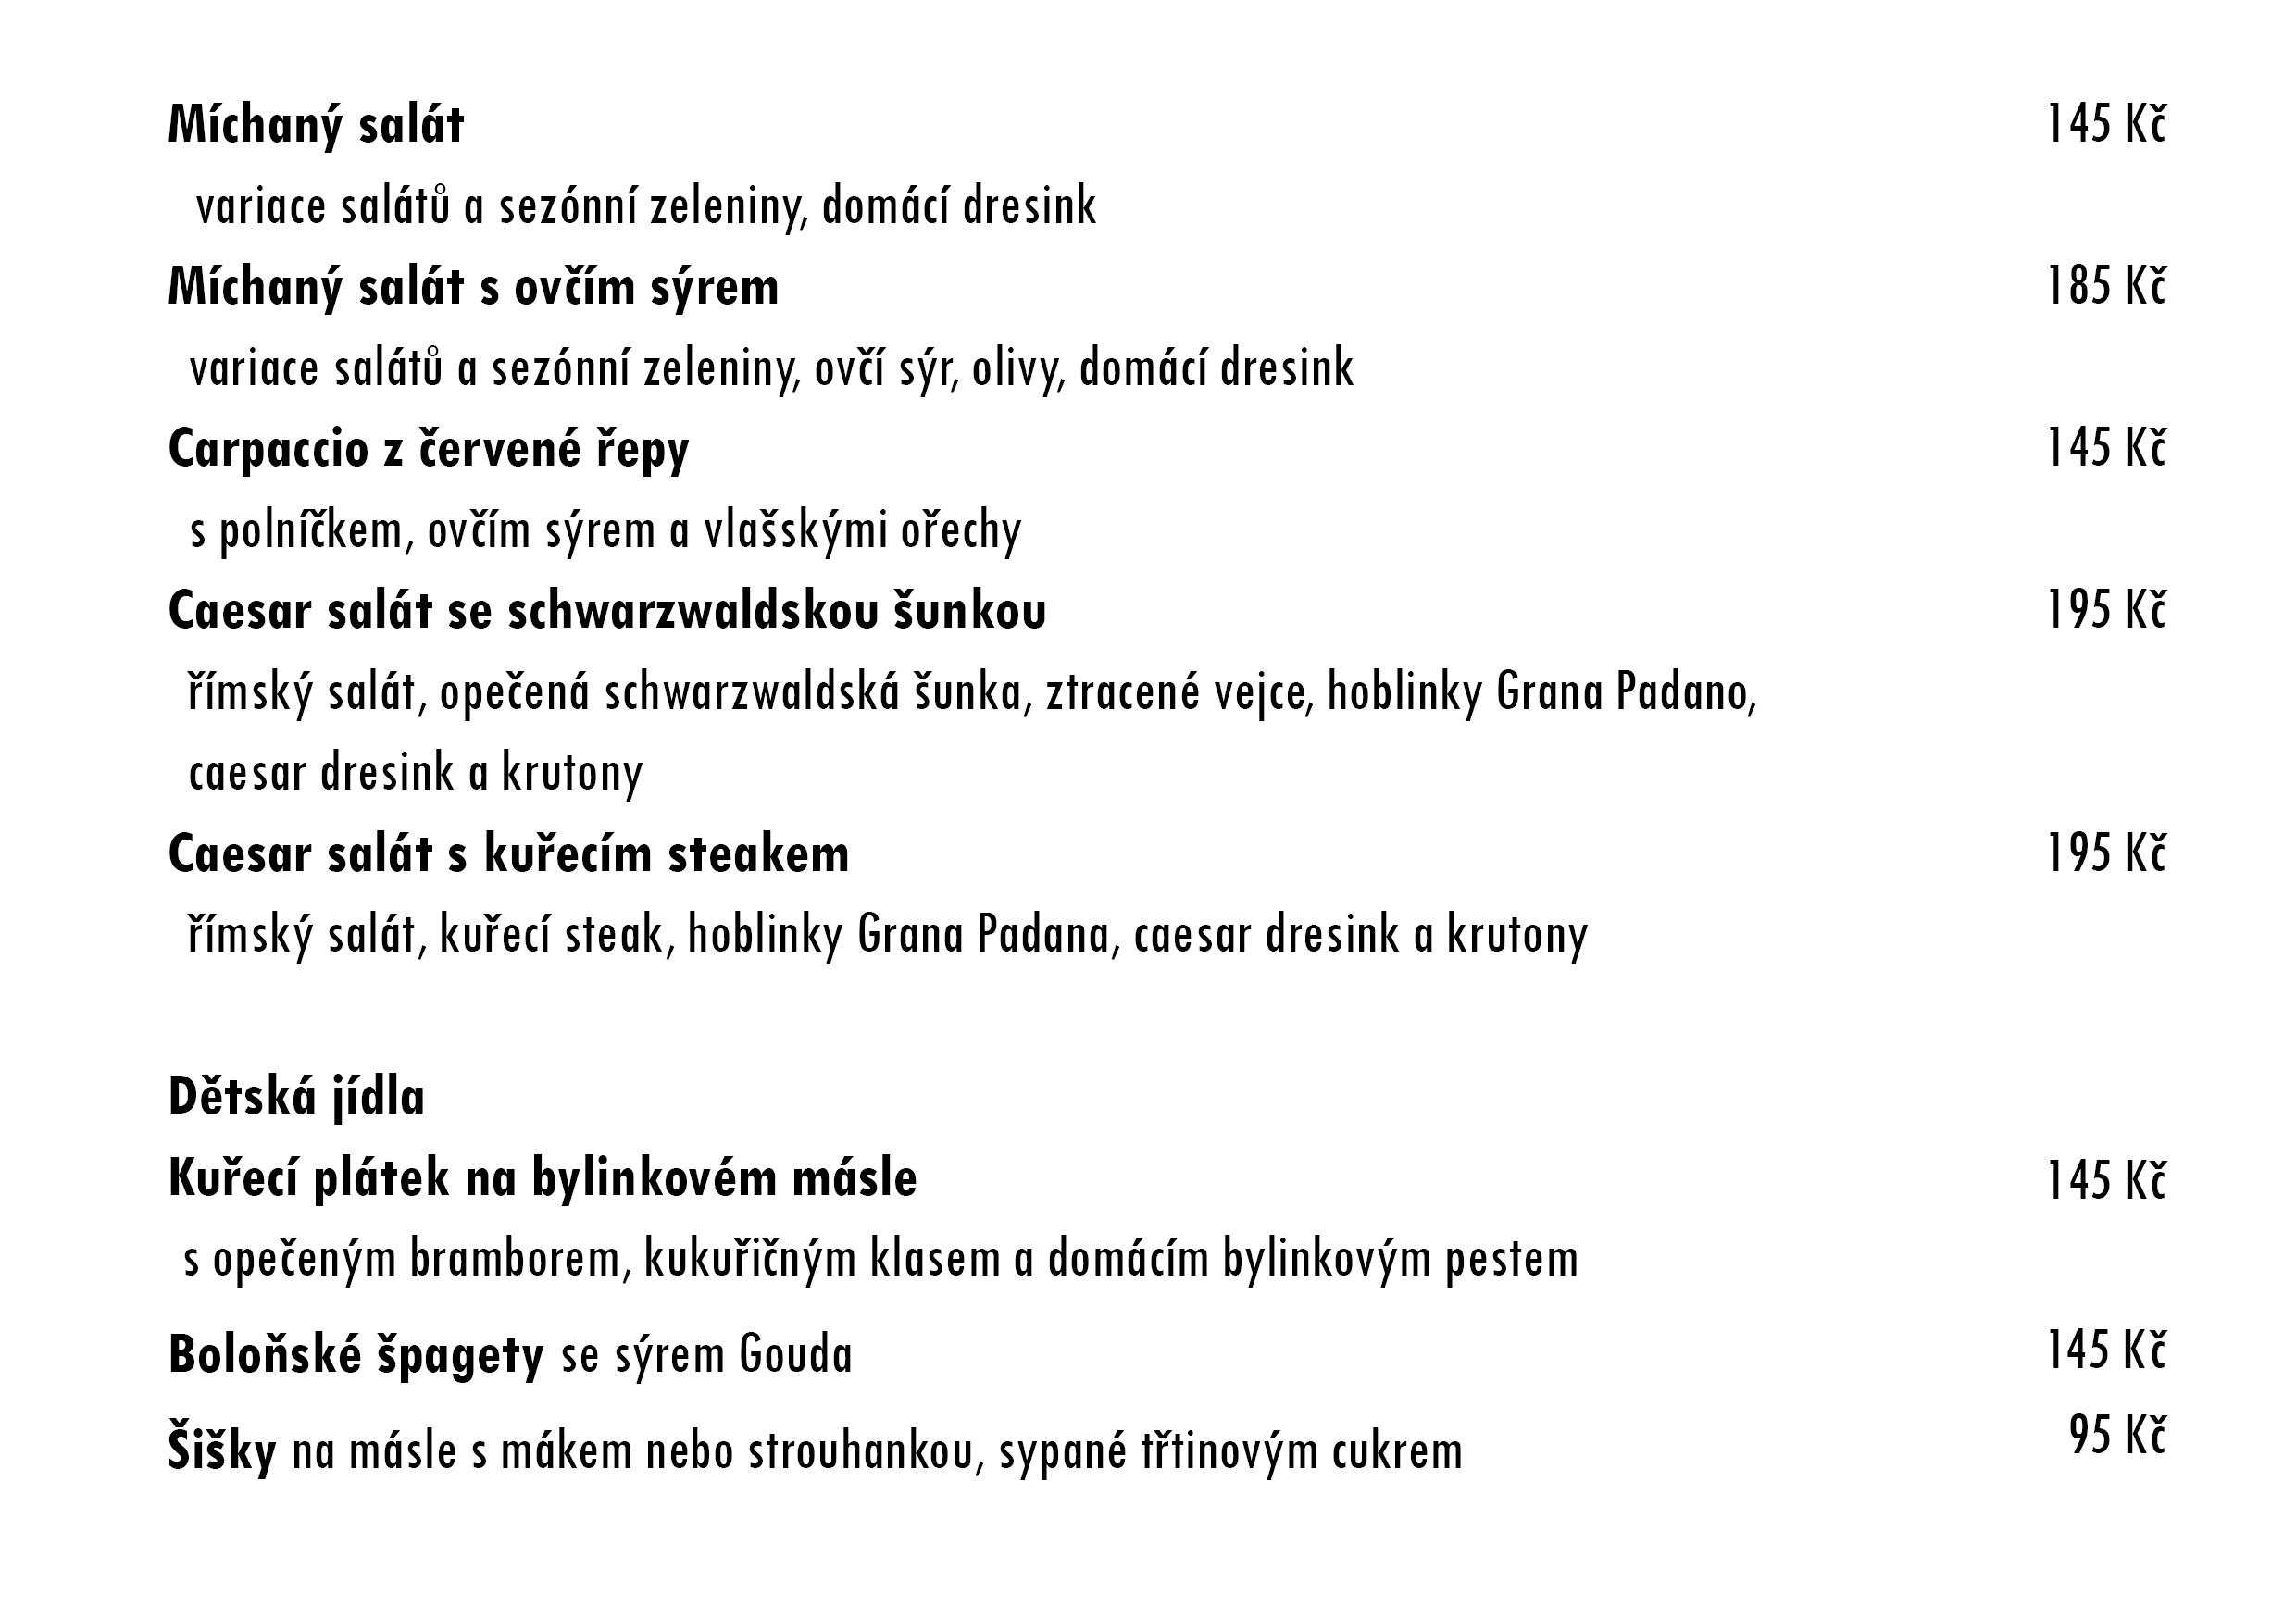 Míchaný salát 145 Kč
variace salátů a sezónní zeleniny, domácí dresink
Míchaný salát s ovčím sýrem 185 Kč
variace salátů a sezónní zeleniny, ovčí sýr, olivy, domácí dresink
Carpaccio z červené řepy 145 Kč
s polníčkem, ovčím sýrem a vlašskými ořechy
Caesar salát se schwarzwaldskou šunkou 195 Kč
římský salát, opečená schwarzwaldská šunka, ztracené vejce, hoblinky Grana Padano,
caesar dresink a krutony
Caesar salát s kuřecím steakem 195 Kč
římský salát, kuřecí steak, hoblinky Grana Padana, caesar dresink a krutony
Dětská jídla
Kuřecí plátek na bylinkovém másle 145 Kč
s opečeným bramborem, kukuřičným klasem a domácím bylinkovým pestem
Boloňské špagety se sýrem Gouda 145 Kč
Šišky na másle s mákem nebo strouhankou, sypané třtinovým cukrem 95 Kč